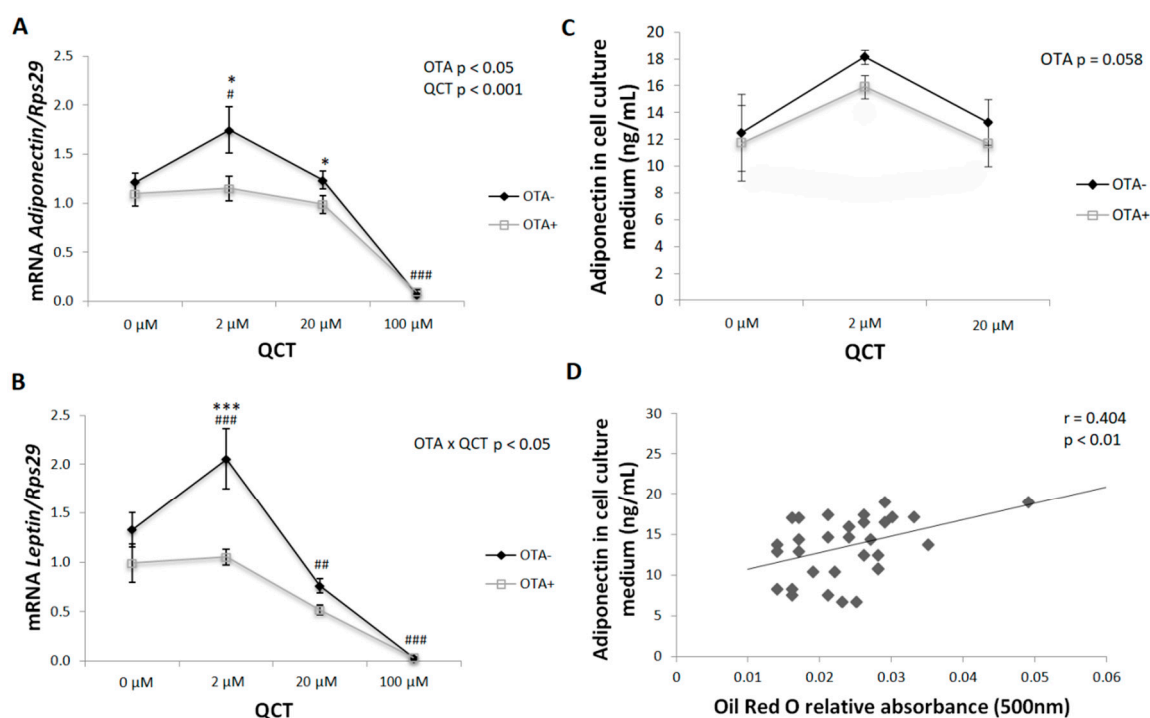 A
mRNA Adiponectin/Rps29
2.5
2.0
1.5
1.0
0.5
0.0
OTA p < 0.05
QCT p < 0.001
*
#
*
###
OTA-
OTA+
0 µM
2 µM
20 µM
100 µM
QCT
B
mRNA Leptin/Rps29
2.5
2.0
1.5
1.0
0.5
0.0
OTA x QCT p < 0.05
***
###
##
###
OTA-
OTA+
0 µM
2 µM
20 µM
100 µM
QCT
C
Adiponectin in cell culture
medium (ng/mL)
20
18
16
14
12
10
8
6
4
2
0
OTA p = 0.058
OTA-
OTA+
0 µM
2 µM
20 µM
QCT
D
Adiponectin in cell culture
medium (ng/mL)
30
25
20
15
10
5
0
r = 0.404
p < 0.01
0
0.01
0.02
0.03
0.04
0.05
0.06
Oil Red O relative absorbance (500nm)